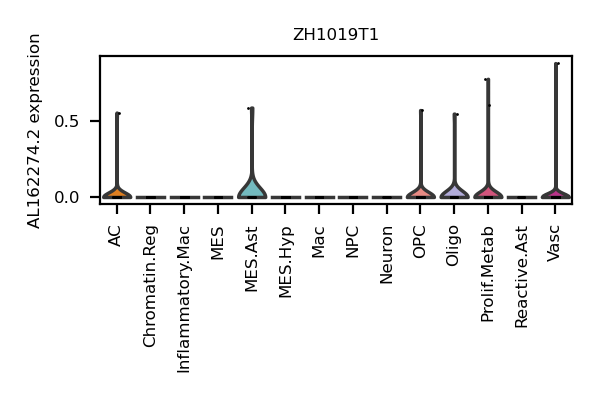 ZH1019T1
AL162274.2 expression
0.5
0.0
AC
Chromatin.Reg
Inflammatory.Mac
MES
MES.Ast
MES.Hyp
Mac
NPC
Neuron
OPC
Oligo
Prolif.Metab
Reactive.Ast
Vasc